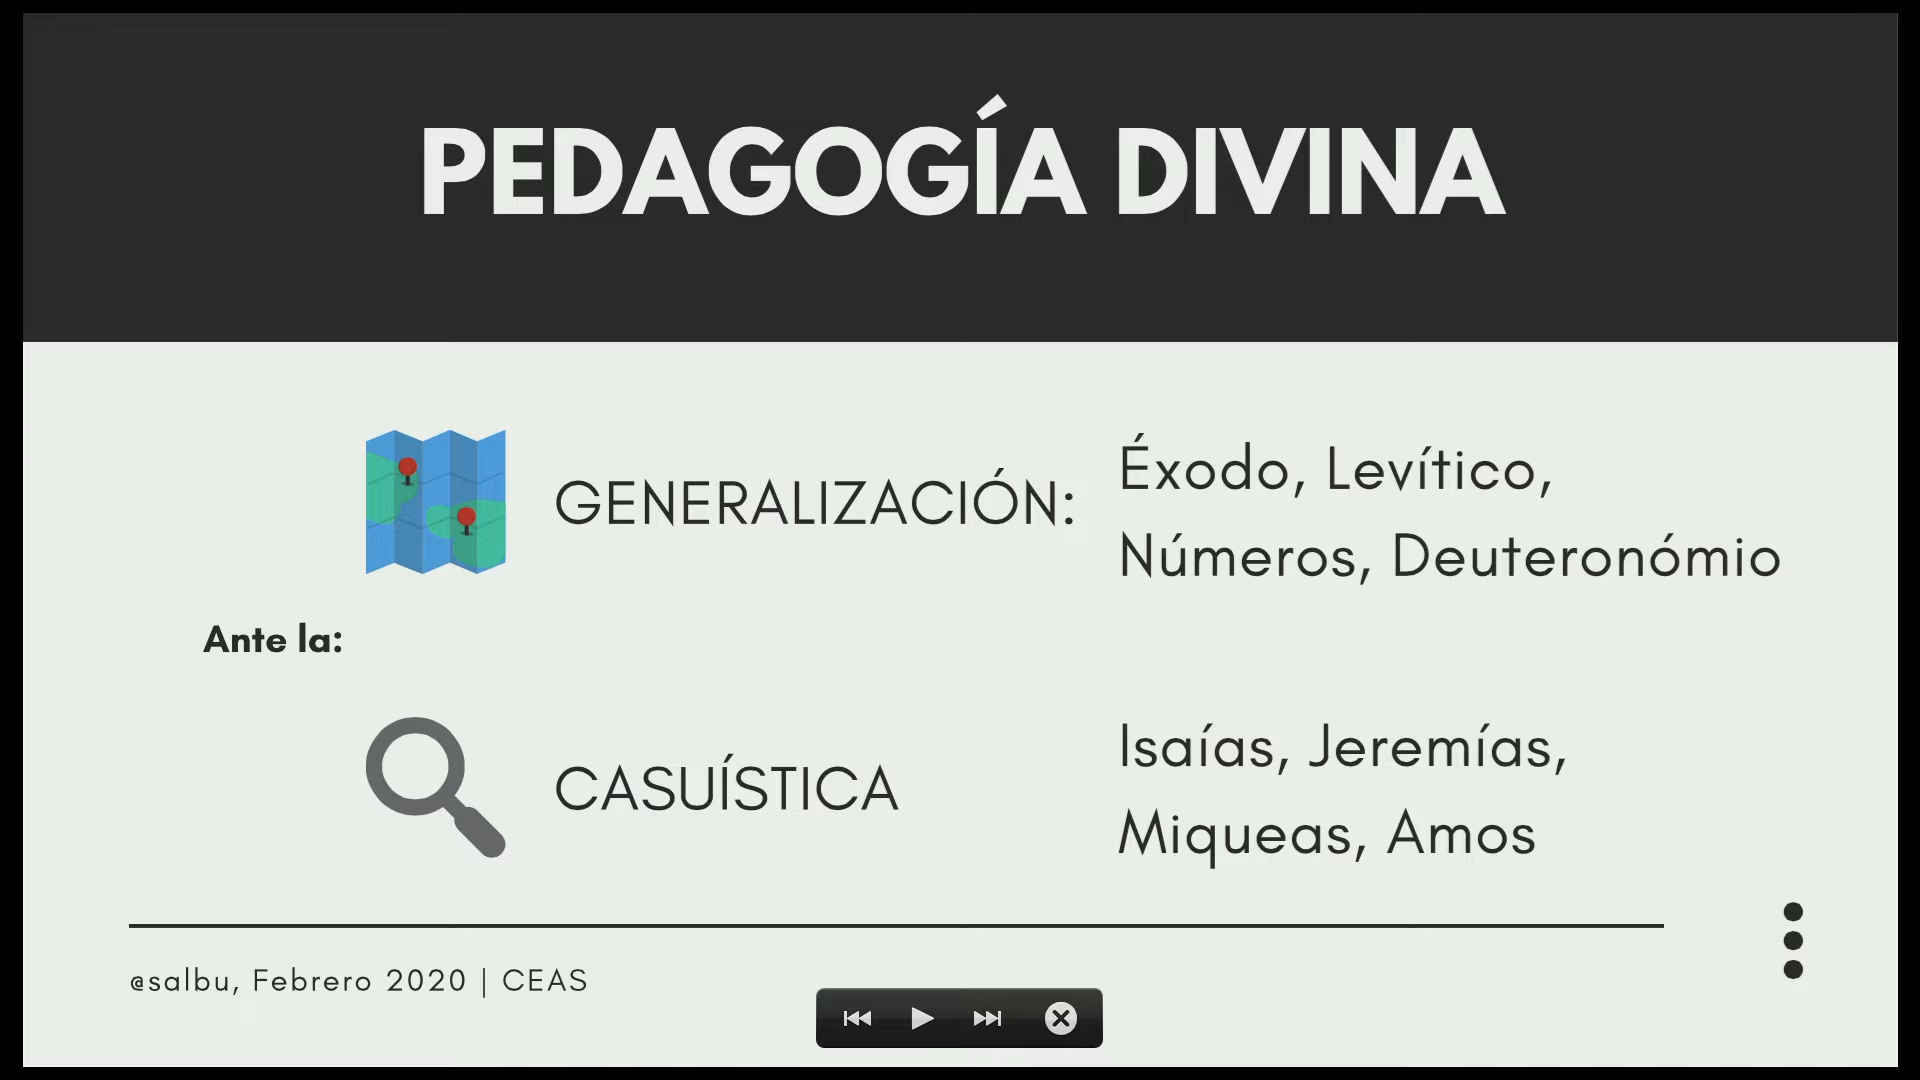 PEDAGOGÍA DIVINA
Ante la:
GENERALIZACIÓN:
Éxodo, Levítico,
Números, Deuteronómio
CASUÍSTICA
Isaías, Jeremías,
Miqueas, Amos
@salbu, Febrero 2020 | CEAS